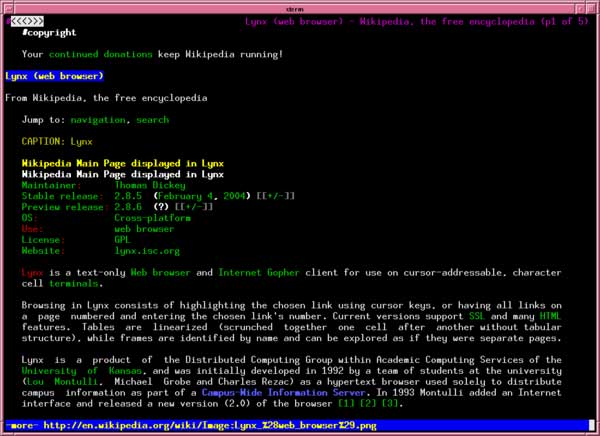 xterm
#<<<>>> Lynx (web browser) - Wikipedia, the free encyclopedia (p1 of 5)
#copyright
Your continued donations keep Wikipedia running!
Lynx (web browser)
From Wikipedia, the free encyclopedia
Jump to: navigation, search
CAPTION: Lynx
Wikipedia Main Page displayed in Lynx
Wikipedia Main Page displayed in Lynx
Maintainer: Thomas Dickey
Stable release: 2.8.5 (February 4, 2004) [[+/-]]
Preview release: 2.8.6 (?) [[+/-]]
OS: Cross-platform
Use: web browser
License: GPL
Website: lynx.isc.org
Lynx is a text-only Web browser and Internet Gopher client for use on cursor-addressable, character
cell terminals.
Browsing in Lynx consists of highlighting the chosen link using cursor keys, or having all links on
a page numbered and entering the chosen link's number. Current versions support SSL and many HTML
features. Tables are linearized (scrunched together one cell after another without tabular
structure), while frames are identified by name and can be explored as if they were separate pages.
Lynx is a product of the Distributed Computing Group within Academic Computing Services of the
University of Kansas, and was initially developed in 1992 by a team of students at the university
(Lou Montulli, Michael Grobe and Charles Rezac) as a hypertext browser used solely to distribute
campus information as part of a Campus-Wide Information Server. In 1993 Montulli added an Internet
interface and released a new version (2.0) of the browser [1] [2] [3].
-more- http://en.wikipedia.org/wiki/Image:Lynx_%28web_browser%29.png